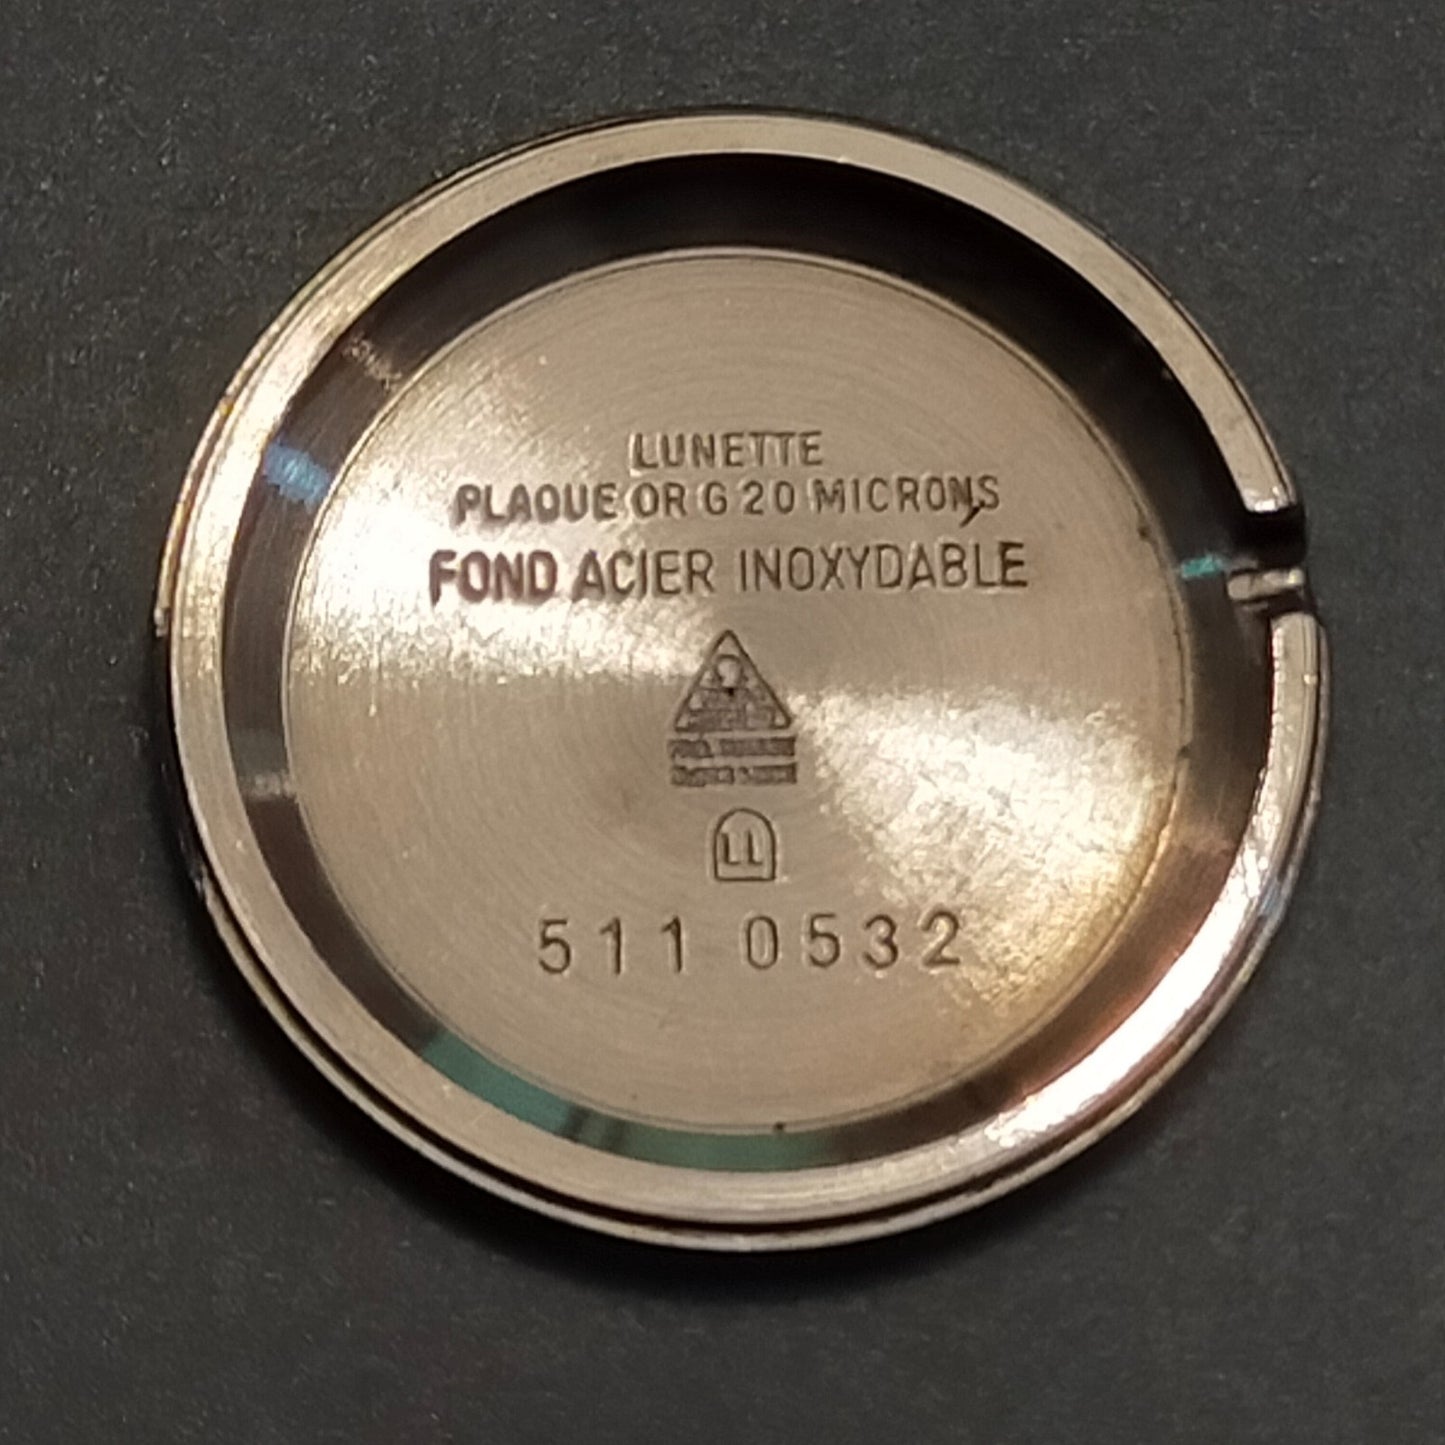 LUNETTE
PLAQUE OR G 20 MICRONS
FOND ACIER INOXYDABLE
Ω
LL
511 0532